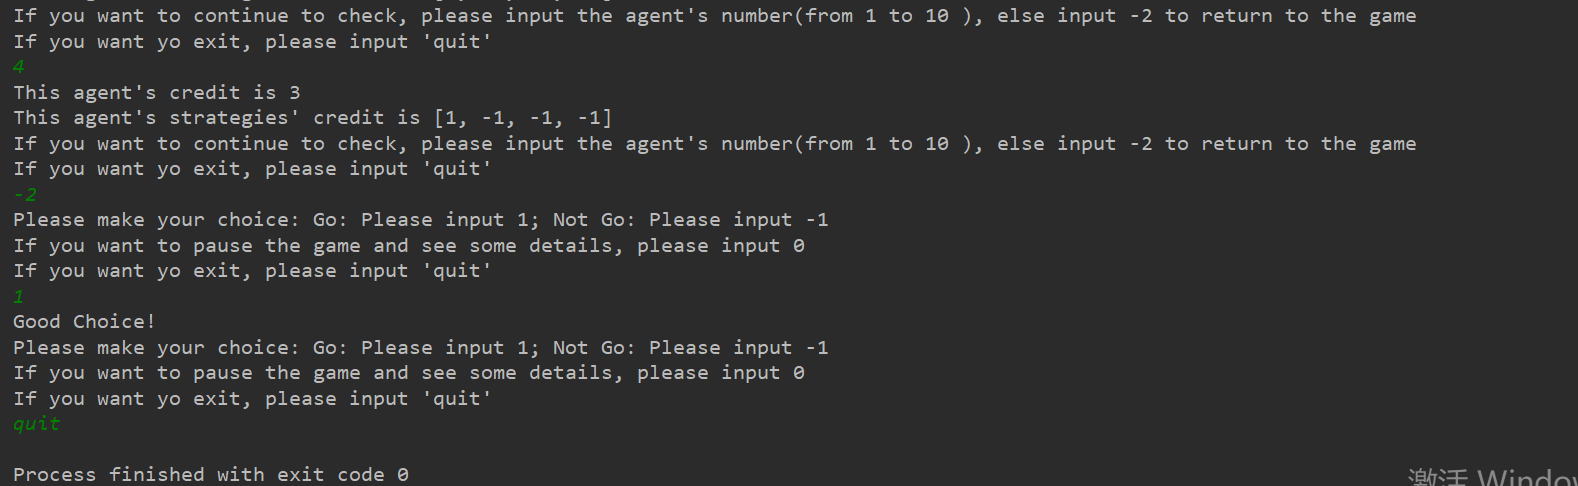 If you want to continue to check, please input the agent's number(from 1 to 10 ), else input -2 to return to the game
If you want yo exit, please input 'quit'
4
This agent's credit is 3
This agent's strategies' credit is [1, -1, -1, -1]
If you want to continue to check, please input the agent's number(from 1 to 10 ), else input -2 to return to the game
If you want yo exit, please input 'quit'
-2
Please make your choice: Go: Please input 1; Not Go: Please input -1
If you want to pause the game and see some details, please input 0
If you want yo exit, please input 'quit'
1
Good Choice!
Please make your choice: Go: Please input 1; Not Go: Please input -1
If you want to pause the game and see some details, please input 0
If you want yo exit, please input 'quit'
quit
Process finished with exit code 0
激活 Window